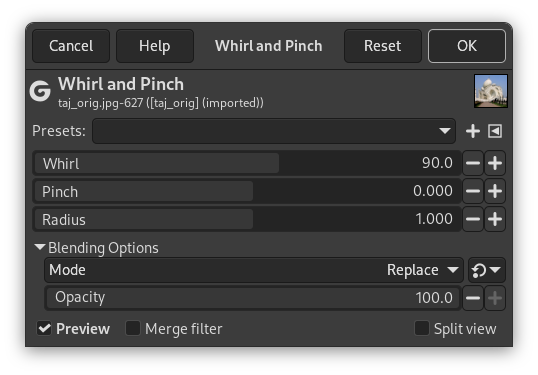 Cancel Help Whirl and Pinch Reset OK
Whirl and Pinch
taj_orig.jpg-627 ([taj_orig] (imported))
Presets:
Whirl 90.0
Pinch 0.000
Radius 1.000
Blending Options
Mode Replace
Opacity 100.0
Preview Merge filter Split view